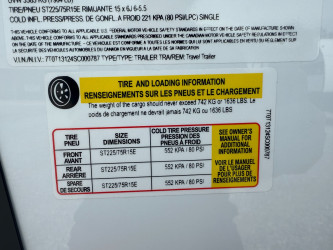 TIRE/PNEU ST225/75R15E RIM/JANTE 15 x 6J 6-5.5
COLD INFL. PRESS./PRESS. DE GONFL. A FROID 221 KPA (80 PSI/LPC) SINGLE
V.I.N./N.I.V.: 7T0T13124SC000787 TYPE/TYPE: TRAILER TRA/REM Travel Trailer
TIRE AND LOADING INFORMATION
RENSEIGNEMENTS SUR LES PNEUS ET LE CHARGEMENT
The weight of the cargo should never exceed 742 KG or 1636 LBS. Le
poids de chargement ne devrait jamais 742 KG ou 1636 LBS.
TIRE
PNEU
SIZE
DIMENSIONS
COLD TIRE PRESSURE
PRESSION DES
PNEUS A FROID
FRONT
AVANT
ST225/75R15E
552 KPA / 80 PSI
REAR
ARRIÈRE
ST225/75R15E
552 KPA / 80 PSI
SPARE
DE SECOURS
ST225/75R15E
552 KPA / 80 PSI
SEE OWNER'S
MANUAL FOR
ADDITIONAL
INFORMATION
VOIR LE MANUEL
DE L'USAGER
POUR PLUS DE
RENSEIGNEMENTS
7T0T13124SC000787